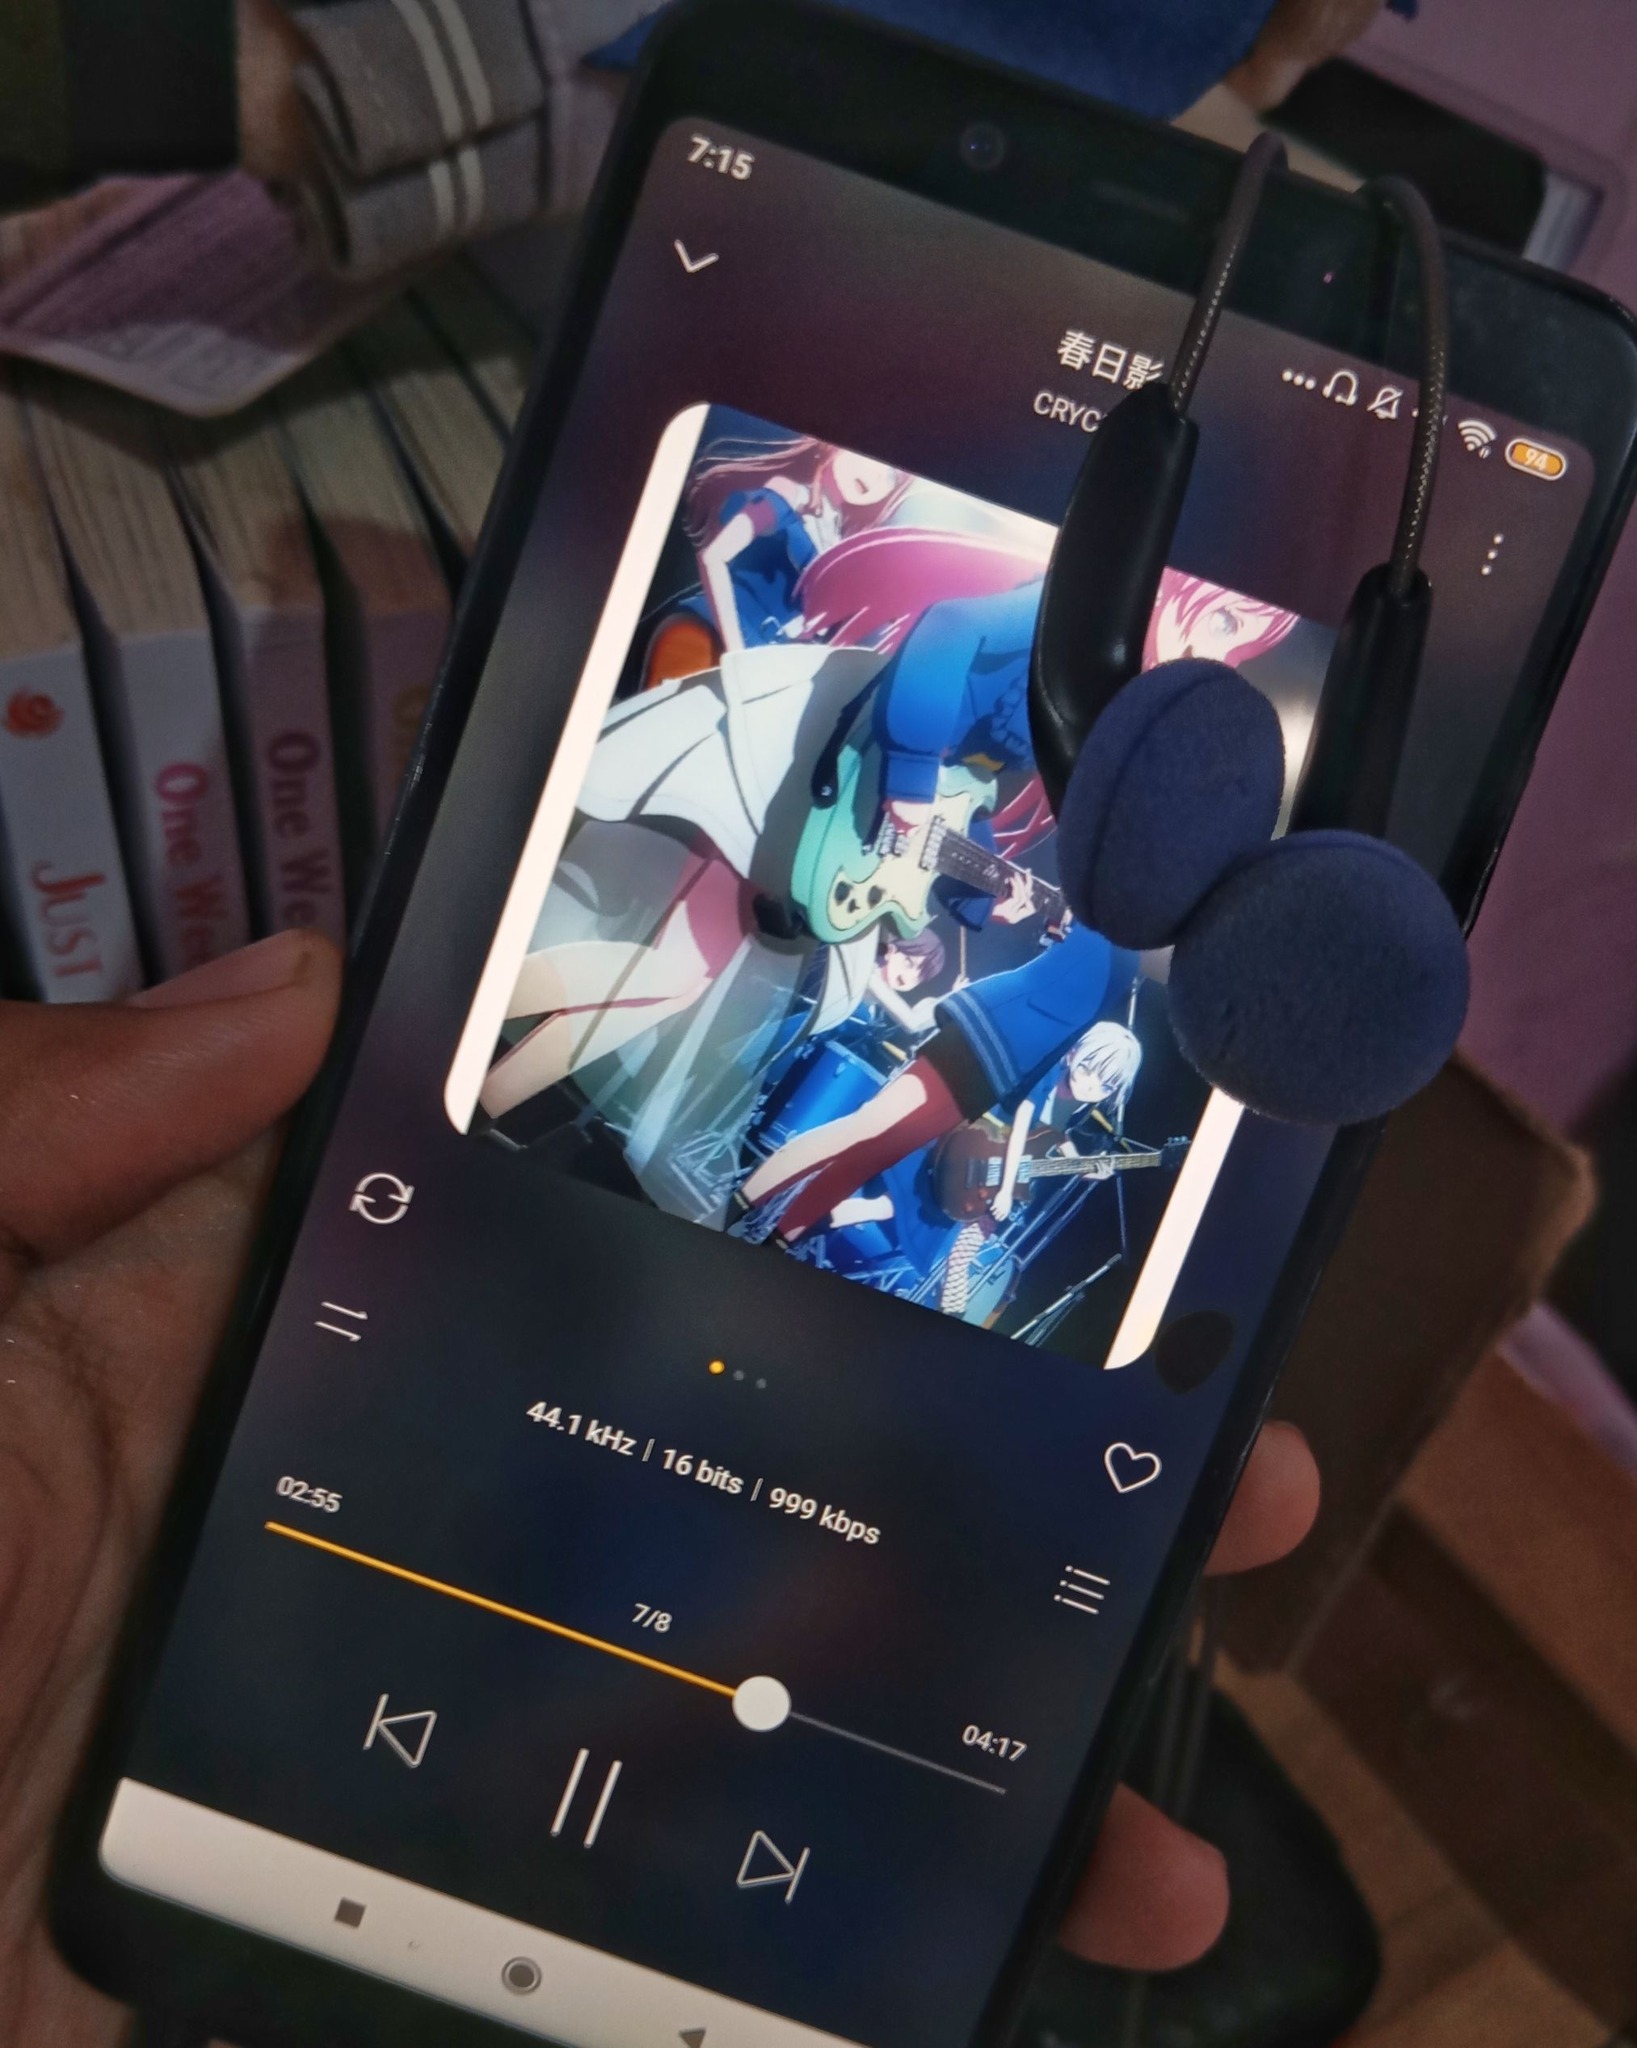 7:15
94
春日影
CRYC
44.1 kHz | 16 bits | 999 kbps
02:55
7/8
04:17
JUST
One We
One We